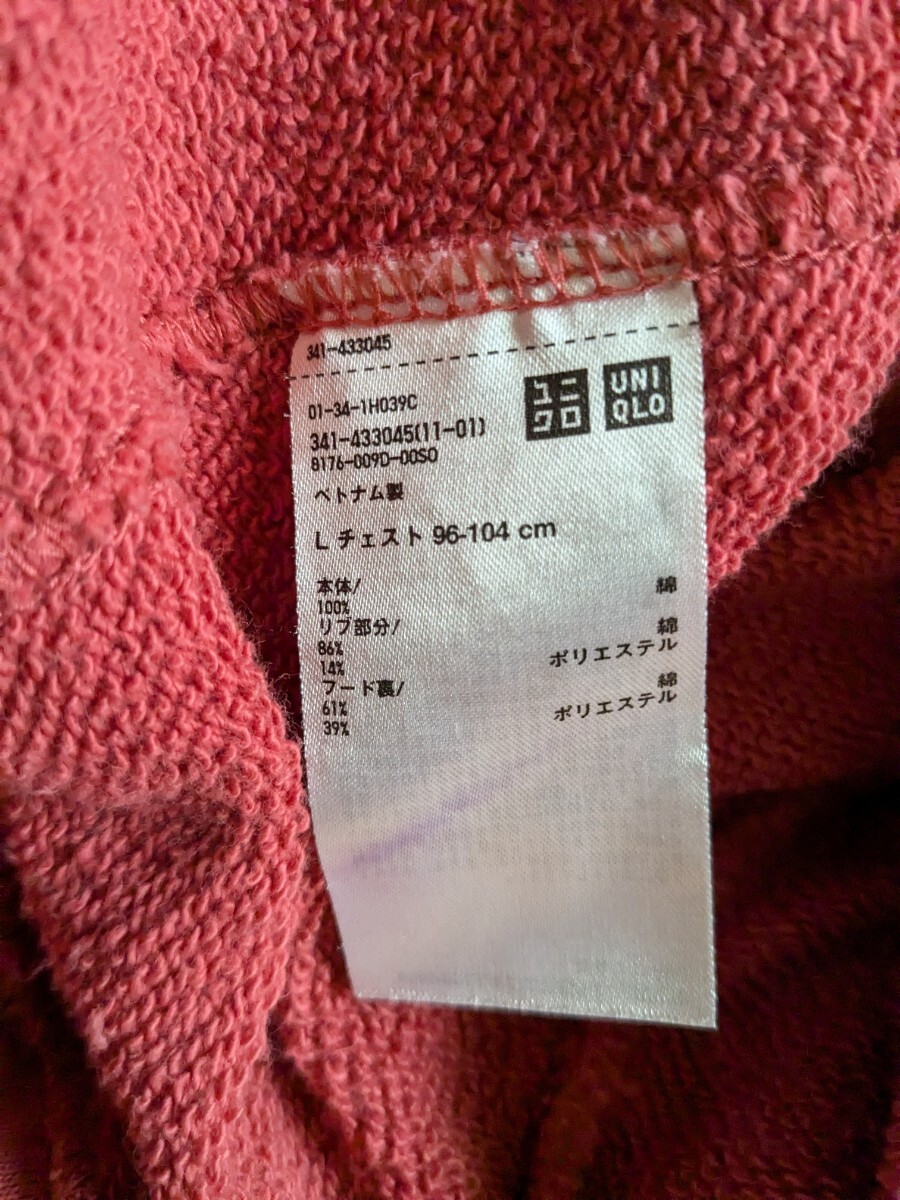 341-433045
01-34-1H039C
341-433045(11-01)
8176-009D-00SO
ユニ
クロ
UNI
QLO
ベトナム製
L チェスト 96-104 cm
本体/
100% 綿
リブ部分/
86% 綿
14% ポリエステル
フード裏/
61% 綿
39% ポリエステル